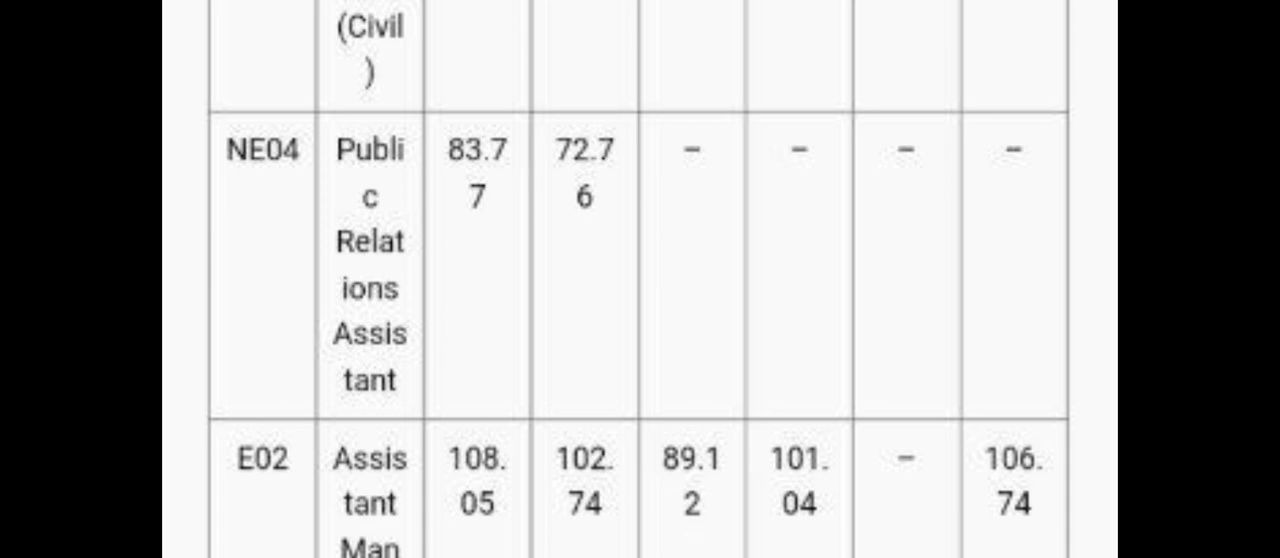 (Civil
)
NE04 Publi 83.7 72.7 – – – –
c 7 6
Relat
ions
Assis
tant
E02 Assis 108. 102. 89.1 101. – 106.
tant 05 74 2 04 74
Man